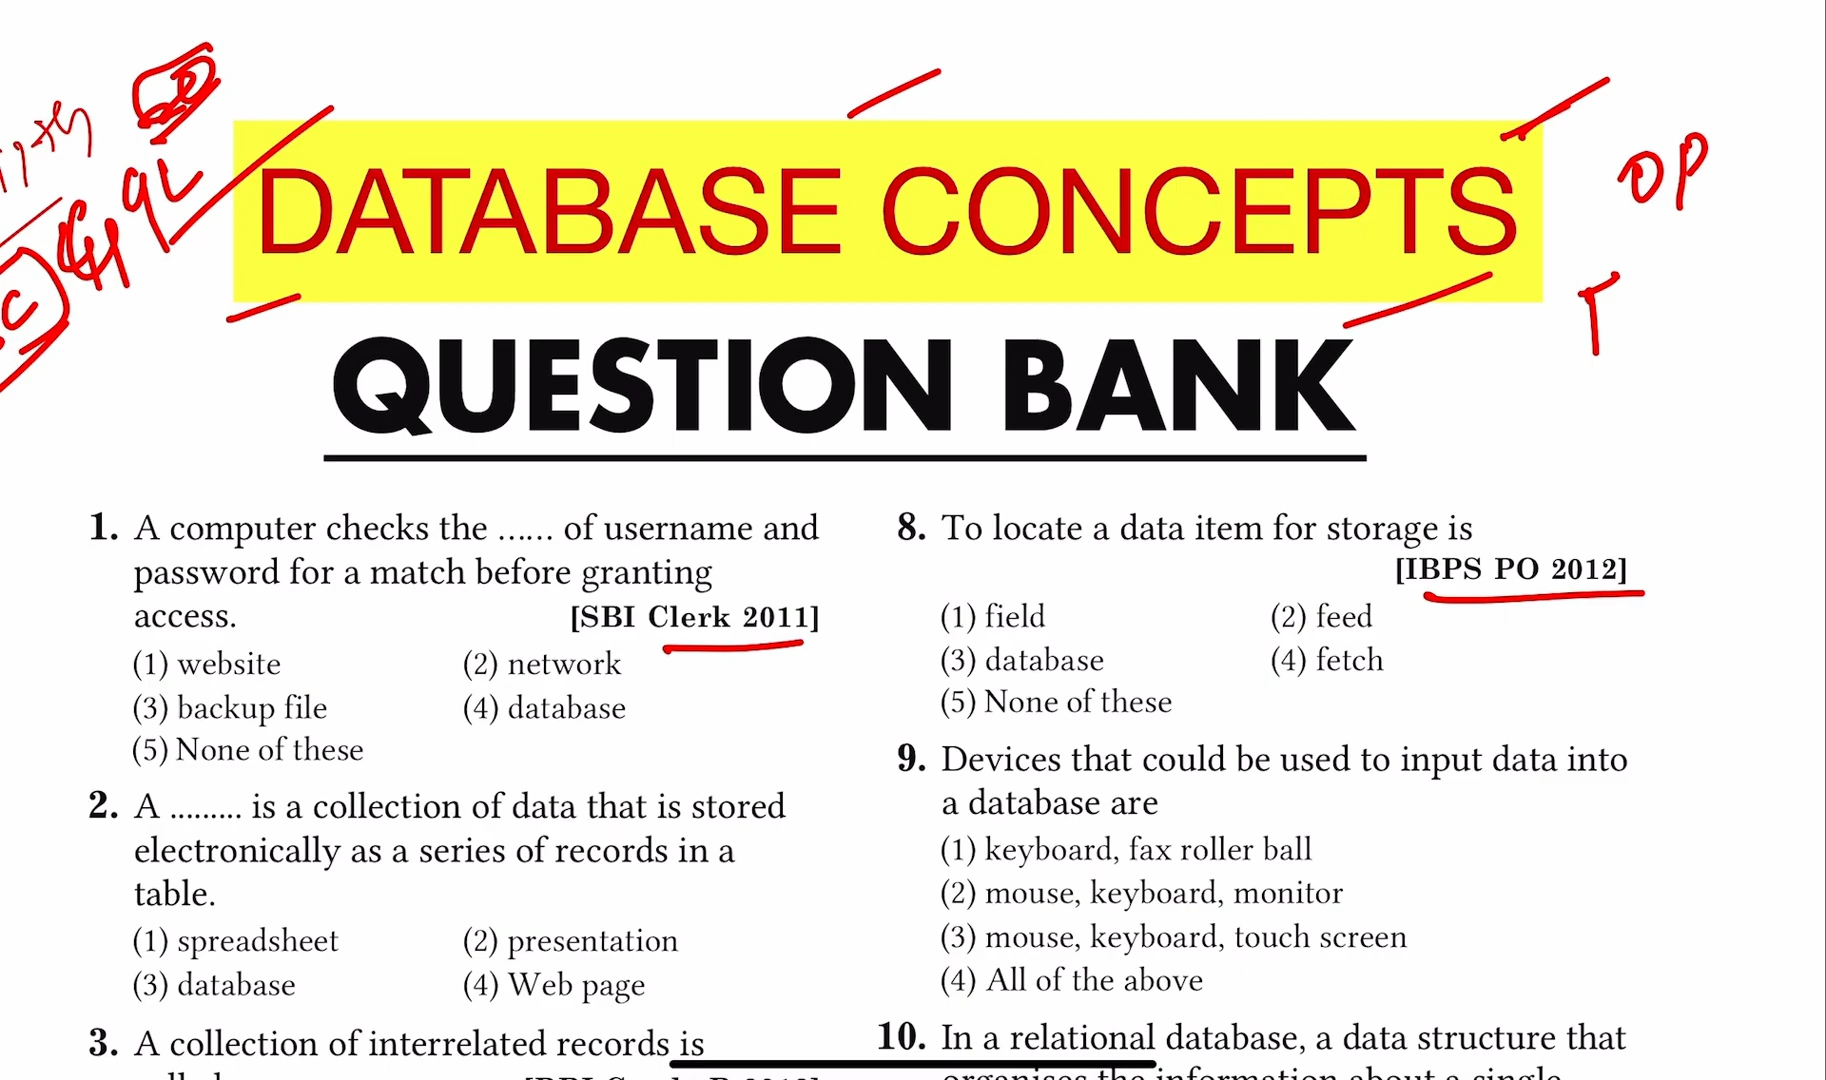 DATABASE CONCEPTS
QUESTION BANK
OP
1. A computer checks the ...... of username and
password for a match before granting
access. [SBI Clerk 2011]
(1) website (2) network
(3) backup file (4) database
(5) None of these
2. A ......... is a collection of data that is stored
electronically as a series of records in a
table.
(1) spreadsheet (2) presentation
(3) database (4) Web page
3. A collection of interrelated records is
8. To locate a data item for storage is
[IBPS PO 2012]
(1) field (2) feed
(3) database (4) fetch
(5) None of these
9. Devices that could be used to input data into
a database are
(1) keyboard, fax roller ball
(2) mouse, keyboard, monitor
(3) mouse, keyboard, touch screen
(4) All of the above
10. In a relational database, a data structure that
organises the information about a single